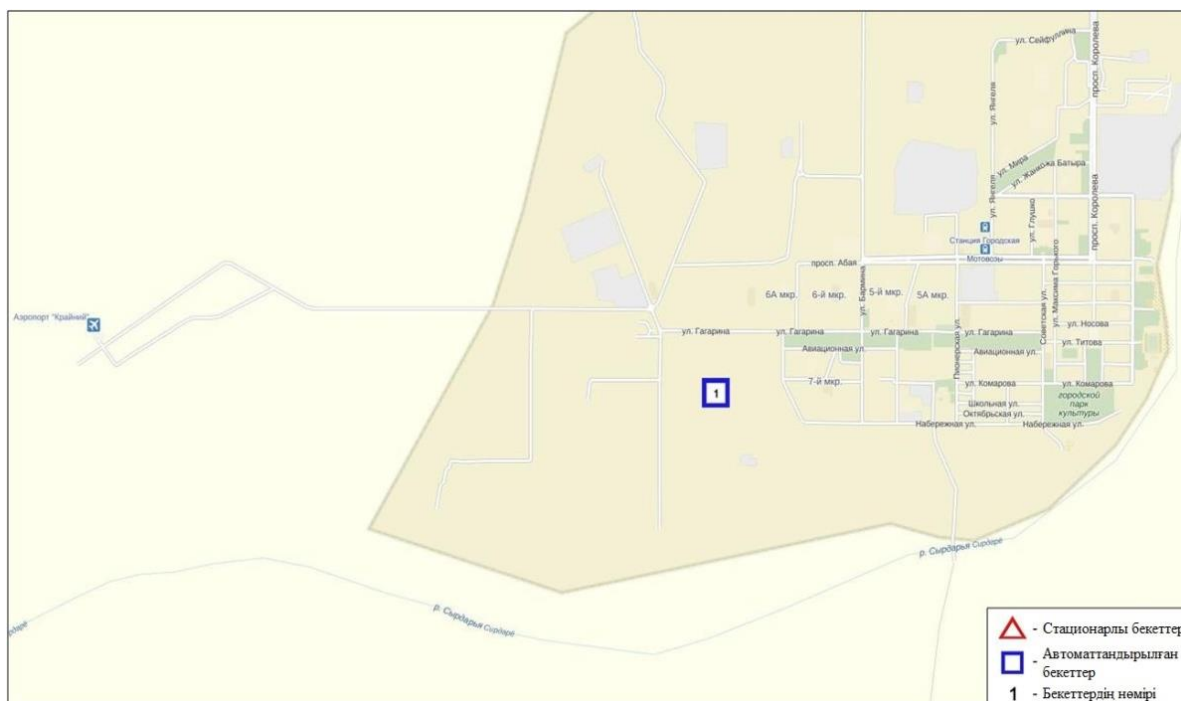 ул. Сейфуллина
просп. Королева
ул. Янгеля
ул. Мира
ул. Жанкожа Батыра
ул. Янгеля
ул. Глушко
просп. Королева
Станция Городская
Мотовозы
ул. Максима Горького
просп. Абая
6А мкр.
6-й мкр.
5-й мкр.
5А мкр.
ул. Бармина
Советская ул.
Аэропорт "Крайний"
ул. Гагарина
ул. Гагарина
ул. Гагарина
ул. Гагарина
ул. Носова
ул. Титова
Авиационная ул.
Авиационная ул.
Пионерская ул.
7-й мкр.
ул. Комарова
ул. Комарова
1
городской
парк
культуры
Школьная ул.
Октябрьская ул.
Набережная ул.
Набережная ул.
р. Сырдарья Сирдарё
р. Сырдарья Сирдарё
- Стационарлы бекеттер
- Автоматтандырылған
бекеттер
1 - Бекеттердің нөмірі